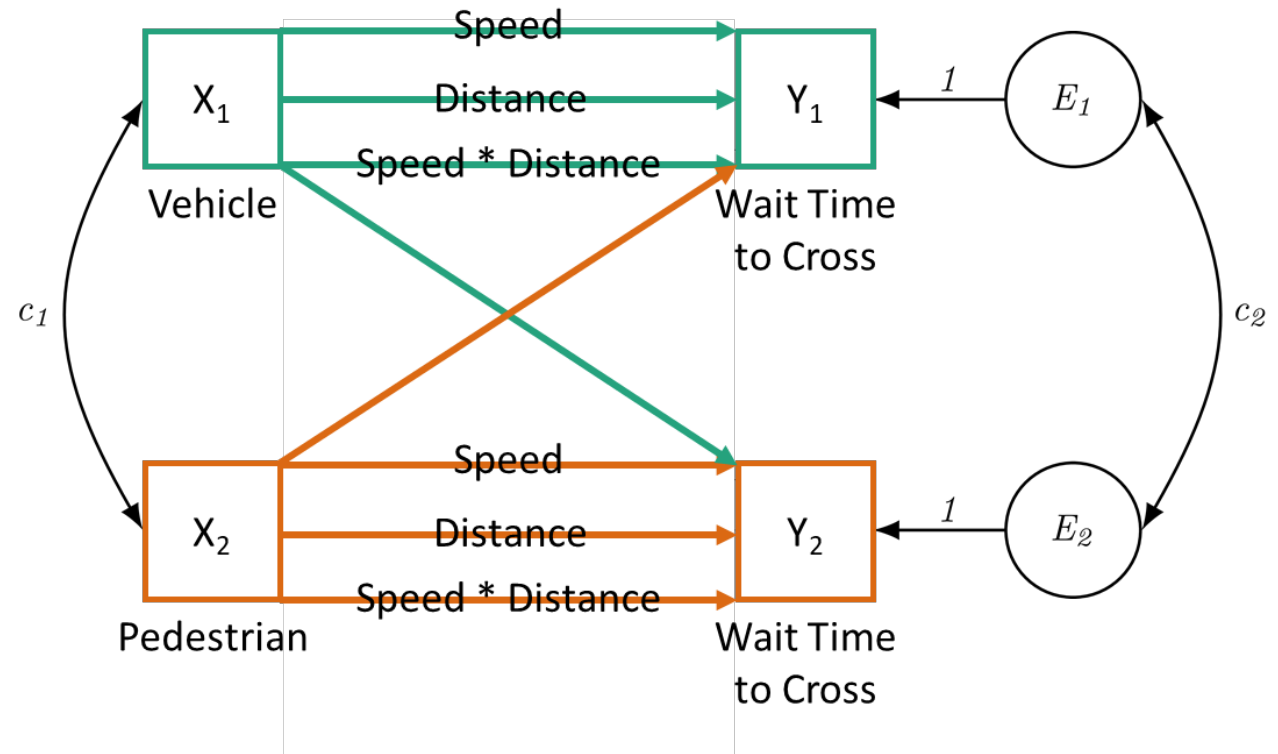 Speed
X1
Distance
Y1
1
E1
Speed * Distance
Vehicle
Wait Time
to Cross
c1
c2
Speed
X2
Distance
Y2
1
E2
Speed * Distance
Pedestrian
Wait Time
to Cross